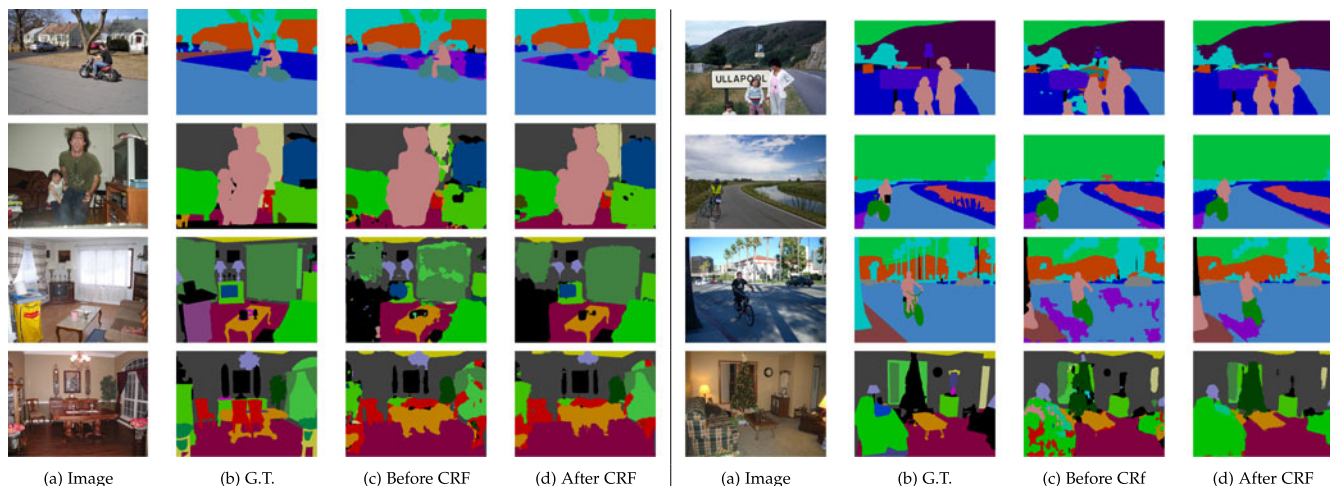 ULLAPOOL
(a) Image (b) G.T. (c) Before CRF (d) After CRF (a) Image (b) G.T. (c) Before CRf (d) After CRF